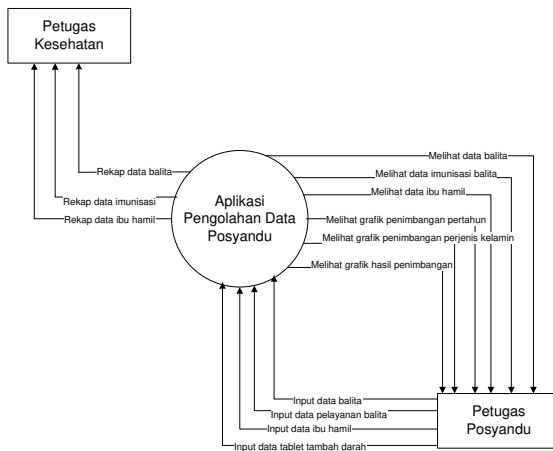 Petugas
Kesehatan
Rekap data balita
Rekap data imunisasi
Rekap data ibu hamil
Aplikasi
Pengolahan Data
Posyandu
Melihat data balita
Melihat data imunisasi balita
Melihat data ibu hamil
Melihat grafik penimbangan pertahun
Melihat grafik penimbangan perjenis kelamin
Melihat grafik hasil penimbangan
Input data balita
Input data pelayanan balita
Input data ibu hamil
Input data tablet tambah darah
Petugas
Posyandu